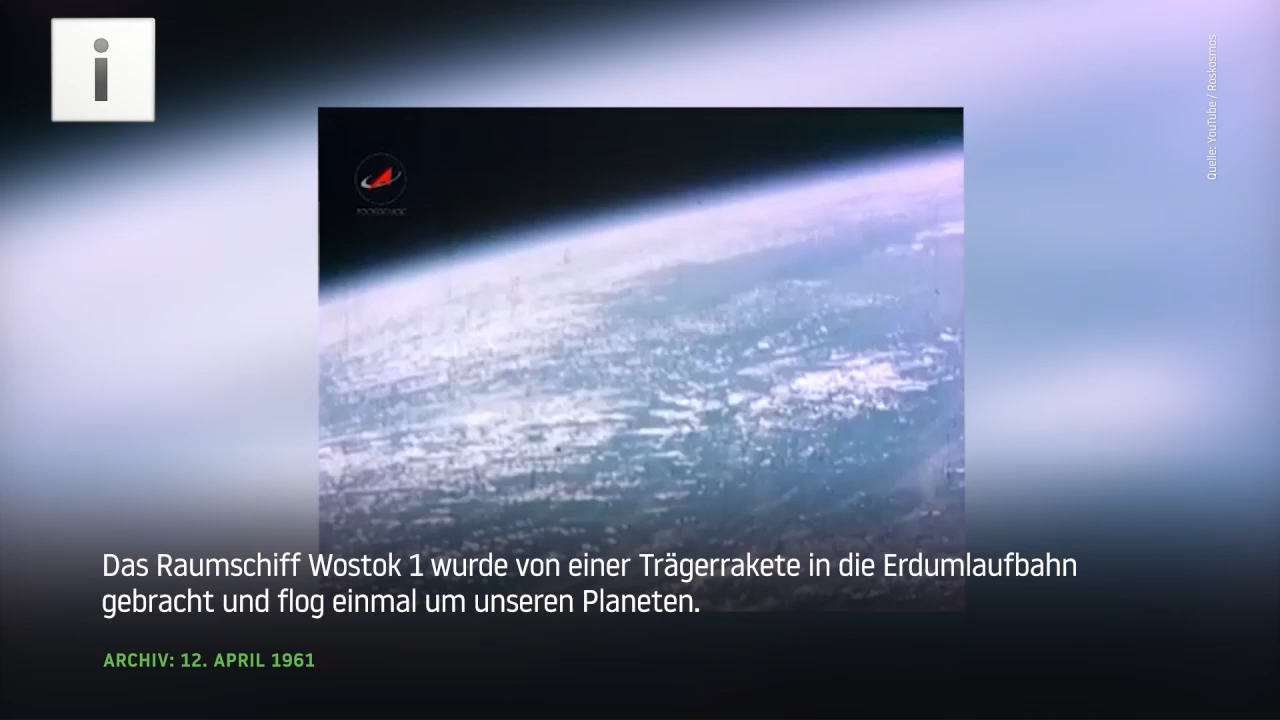 Quelle: YouTube / Roskosmos
РОСКОСМОС
Das Raumschiff Wostok 1 wurde von einer Trägerrakete in die Erdumlaufbahn
gebracht und flog einmal um unseren Planeten.
ARCHIV: 12. APRIL 1961